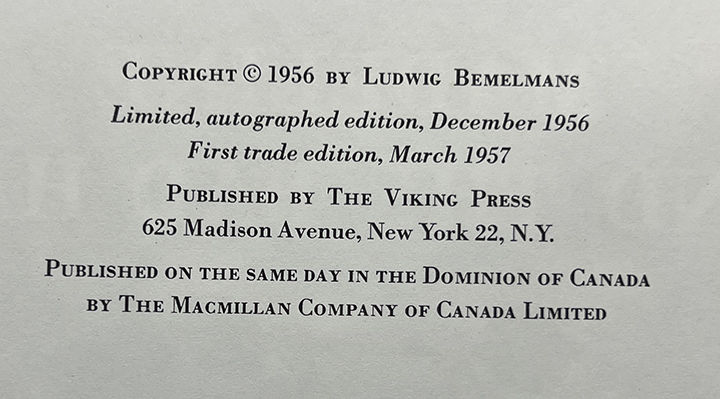 Copyright © 1956 by Ludwig Bemelmans
Limited, autographed edition, December 1956
First trade edition, March 1957
Published by The Viking Press
625 Madison Avenue, New York 22, N.Y.
Published on the same day in the Dominion of Canada
by The Macmillan Company of Canada Limited